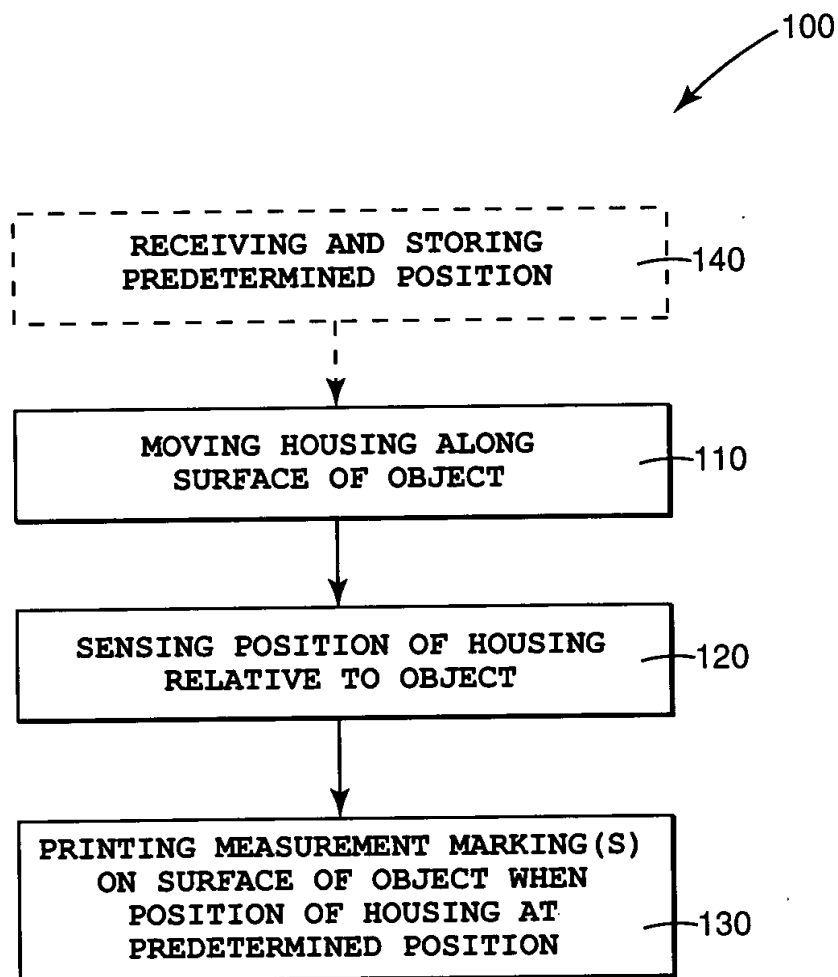 100
RECEIVING AND STORING
PREDETERMINED POSITION
140
MOVING HOUSING ALONG
SURFACE OF OBJECT
110
SENSING POSITION OF HOUSING
RELATIVE TO OBJECT
120
PRINTING MEASUREMENT MARKING(S)
ON SURFACE OF OBJECT WHEN
POSITION OF HOUSING AT
PREDETERMINED POSITION
130